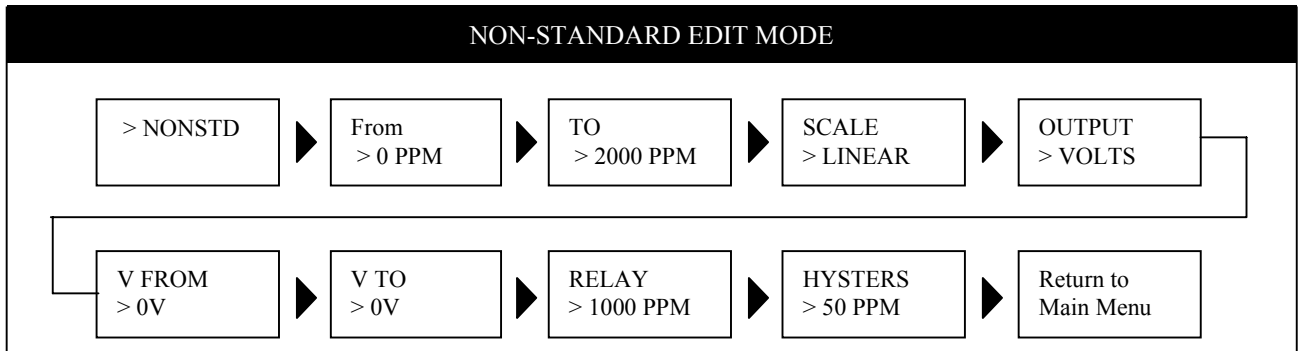 NON-STANDARD EDIT MODE
> NONSTD
From
> 0 PPM
TO
> 2000 PPM
SCALE
> LINEAR
OUTPUT
> VOLTS
V FROM
> 0V
V TO
> 0V
RELAY
> 1000 PPM
HYSTERS
> 50 PPM
Return to
Main Menu